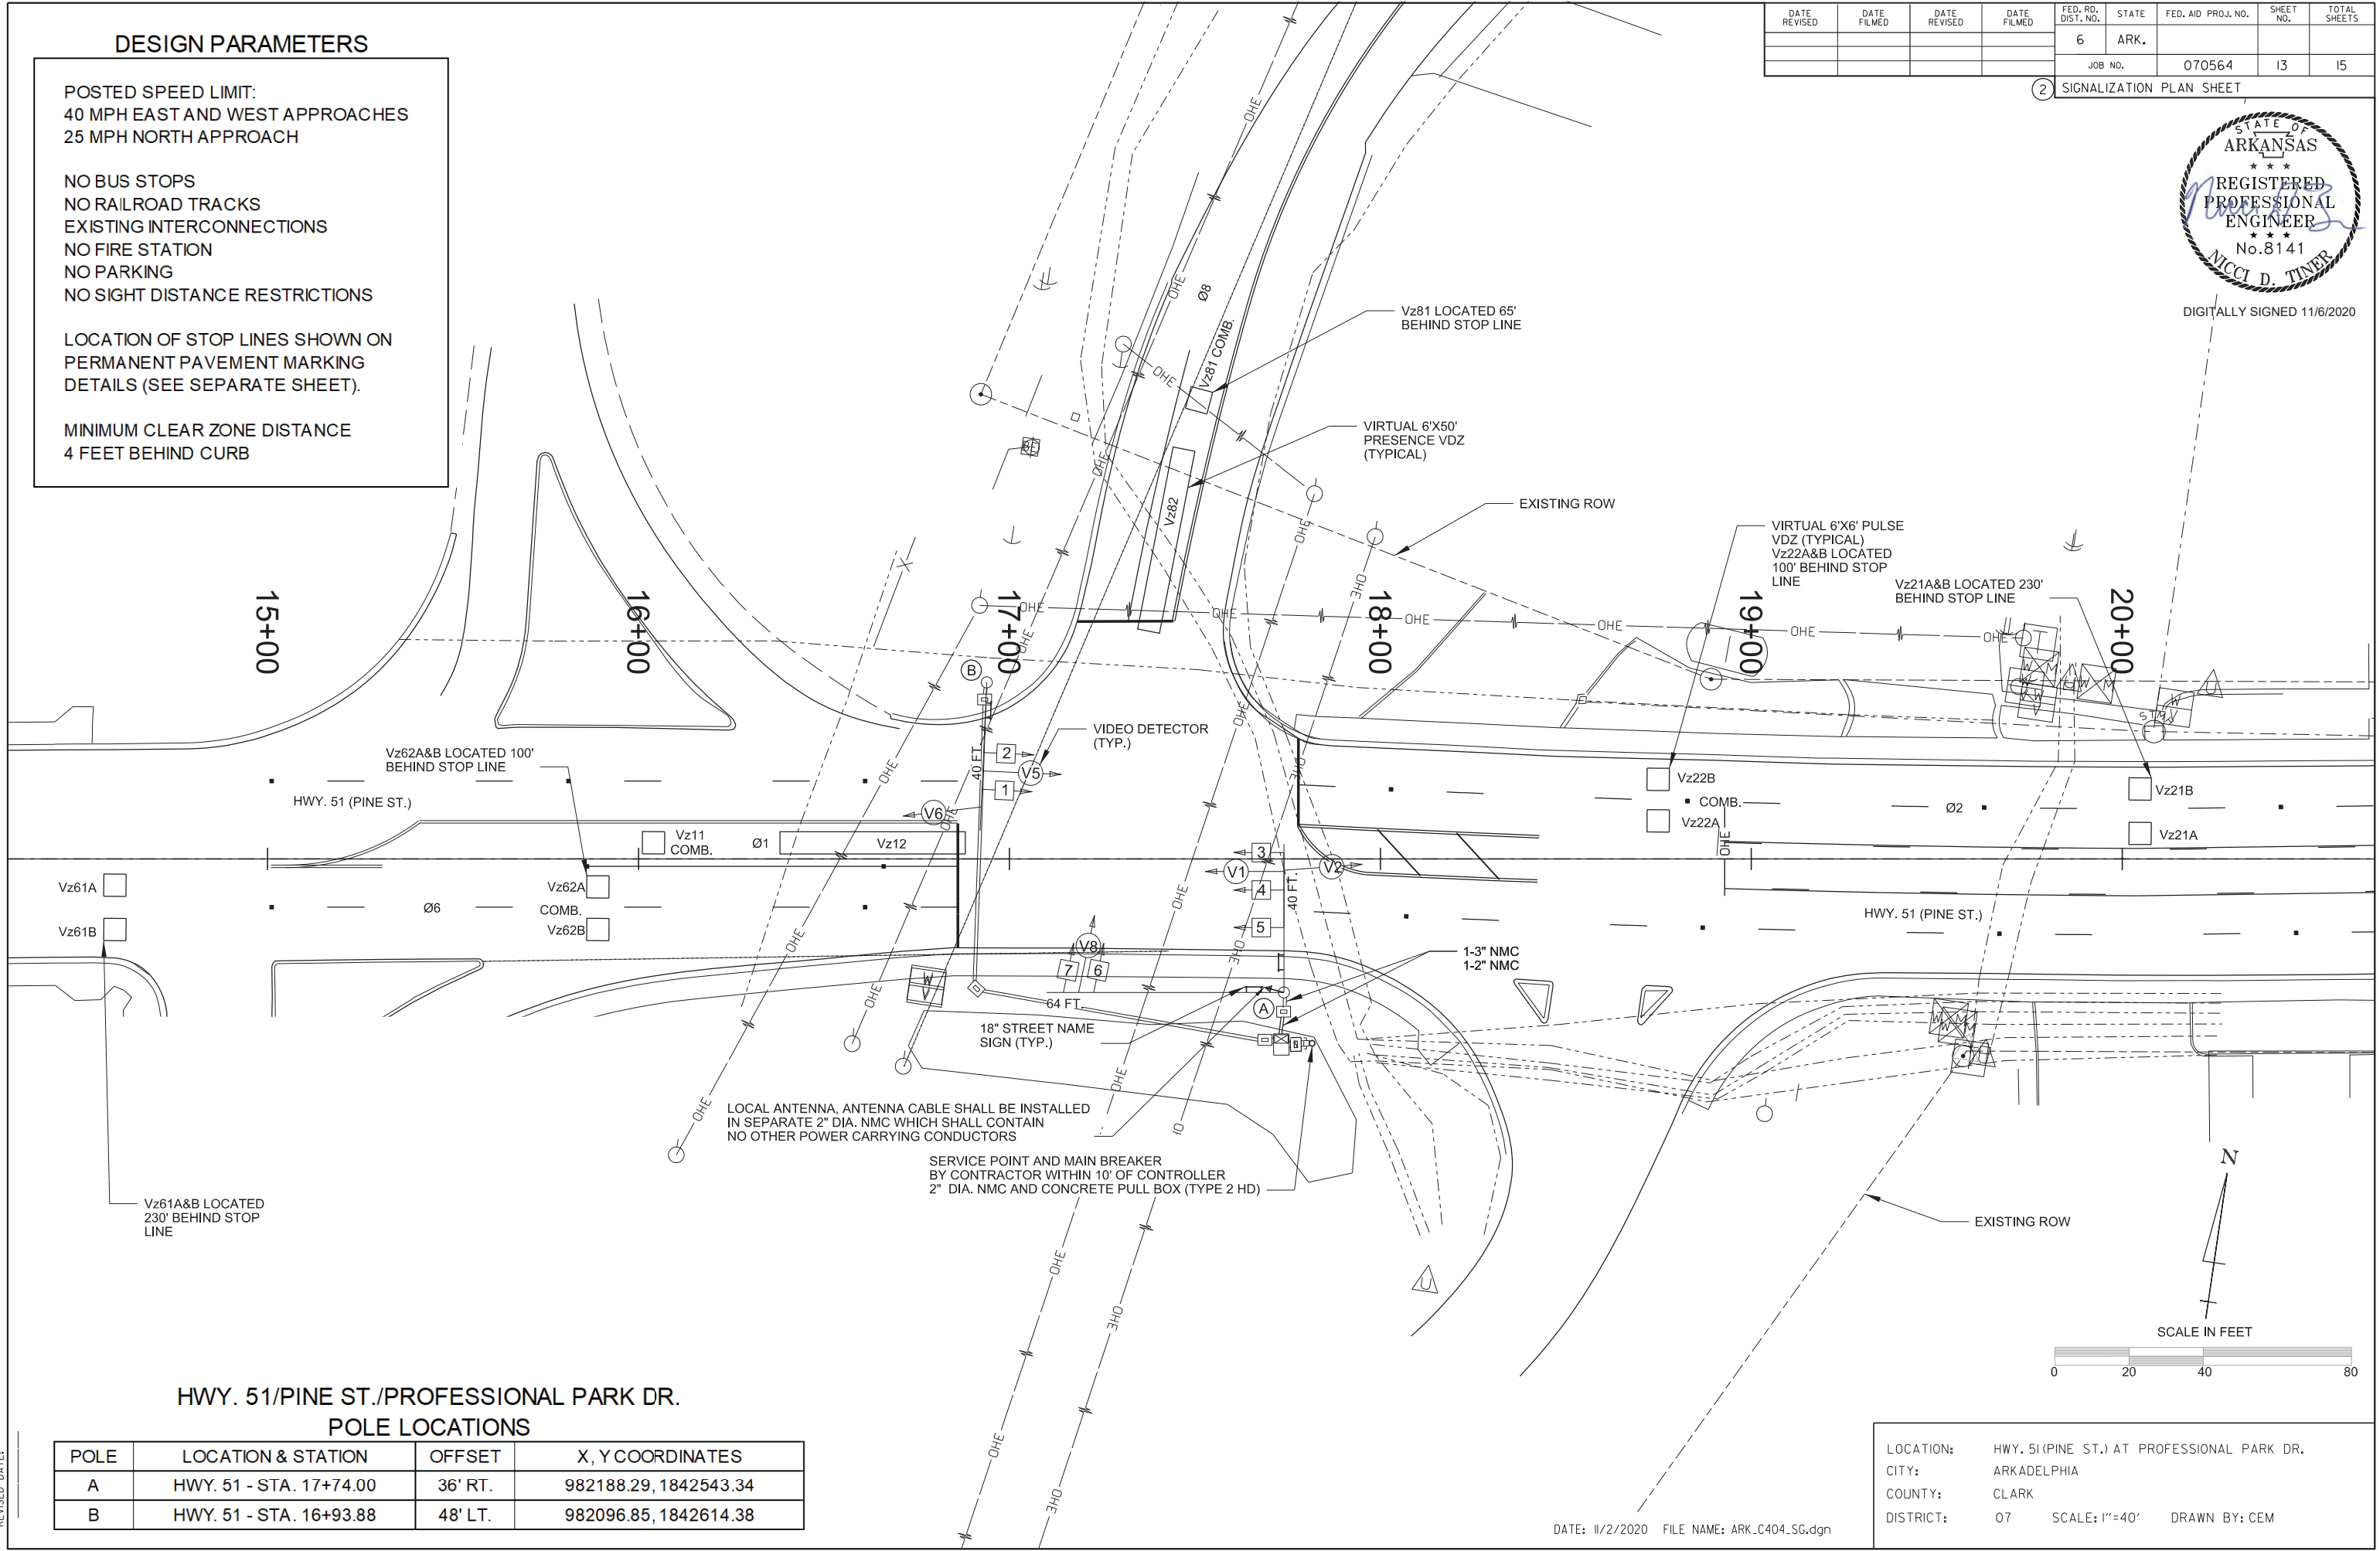 DESIGN PARAMETERS
POSTED SPEED LIMIT:
40 MPH EAST AND WEST APPROACHES
25 MPH NORTH APPROACH
NO BUS STOPS
NO RAILROAD TRACKS
EXISTING INTERCONNECTIONS
NO FIRE STATION
NO PARKING
NO SIGHT DISTANCE RESTRICTIONS
LOCATION OF STOP LINES SHOWN ON
PERMANENT PAVEMENT MARKING
DETAILS (SEE SEPARATE SHEET).
MINIMUM CLEAR ZONE DISTANCE
4 FEET BEHIND CURB
DATE REVISED DATE FILMED DATE REVISED DATE FILMED FED. RD. DIST. NO. STATE FED. AID PROJ. NO. SHEET NO. TOTAL SHEETS
6 ARK.
JOB NO. 070564 13 15
2 SIGNALIZATION PLAN SHEET
STATE OF
ARKANSAS
REGISTERED
PROFESSIONAL
ENGINEER
No.8141
NICCI D. TINER
DIGITALLY SIGNED 11/6/2020
Ø8
Vz81 COMB.
Vz81 LOCATED 65'
BEHIND STOP LINE
VIRTUAL 6'X50'
PRESENCE VDZ
(TYPICAL)
Vz82
EXISTING ROW
VIRTUAL 6'X6' PULSE
VDZ (TYPICAL)
Vz22A&B LOCATED
100' BEHIND STOP
LINE
Vz21A&B LOCATED 230'
BEHIND STOP LINE
15+00
16+00
17+00
18+00
19+00
20+00
OHE
OHE
OHE
OHE
OHE
OHE
OHE
OHE
OHE
OHE
OHE
B
VIDEO DETECTOR
(TYP.)
40 FT.
2
V5
1
V6
Vz62A&B LOCATED 100'
BEHIND STOP LINE
HWY. 51 (PINE ST.)
Vz11
COMB.
Ø1
Vz12
Vz22B
COMB.
Vz22A
Ø2
Vz21B
Vz21A
Vz61A
Vz61B
Ø6
Vz62A
COMB.
Vz62B
3
V1
V2
4
5
40 FT.
HWY. 51 (PINE ST.)
V8
7
6
64 FT.
A
1-3" NMC
1-2" NMC
18" STREET NAME
SIGN (TYP.)
LOCAL ANTENNA, ANTENNA CABLE SHALL BE INSTALLED
IN SEPARATE 2" DIA. NMC WHICH SHALL CONTAIN
NO OTHER POWER CARRYING CONDUCTORS
SERVICE POINT AND MAIN BREAKER
BY CONTRACTOR WITHIN 10' OF CONTROLLER
2" DIA. NMC AND CONCRETE PULL BOX (TYPE 2 HD)
Vz61A&B LOCATED
230' BEHIND STOP
LINE
EXISTING ROW
N
SCALE IN FEET
0 20 40 80
HWY. 51/PINE ST./PROFESSIONAL PARK DR.
POLE LOCATIONS
POLE LOCATION & STATION OFFSET X, Y COORDINATES
A HWY. 51 - STA. 17+74.00 36' RT. 982188.29, 1842543.34
B HWY. 51 - STA. 16+93.88 48' LT. 982096.85, 1842614.38
DATE: 11/2/2020 FILE NAME: ARK_C404_SG.dgn
LOCATION: HWY. 51 (PINE ST.) AT PROFESSIONAL PARK DR.
CITY: ARKADELPHIA
COUNTY: CLARK
DISTRICT: 07 SCALE: 1"=40' DRAWN BY: CEM